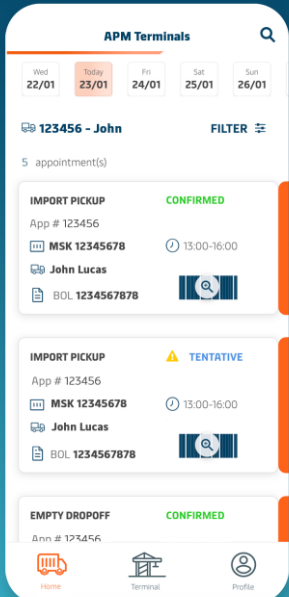 APM Terminals
Wed Today Fri Sat Sun
22/01 23/01 24/01 25/01 26/01
123456 - John FILTER
5 appointment(s)
IMPORT PICKUP CONFIRMED
App # 123456
MSK 12345678 13:00-16:00
John Lucas
BOL 1234567878
IMPORT PICKUP TENTATIVE
App # 123456
MSK 12345678 13:00-16:00
John Lucas
BOL 1234567878
EMPTY DROPOFF CONFIRMED
App # 123456
Home Terminal Profile